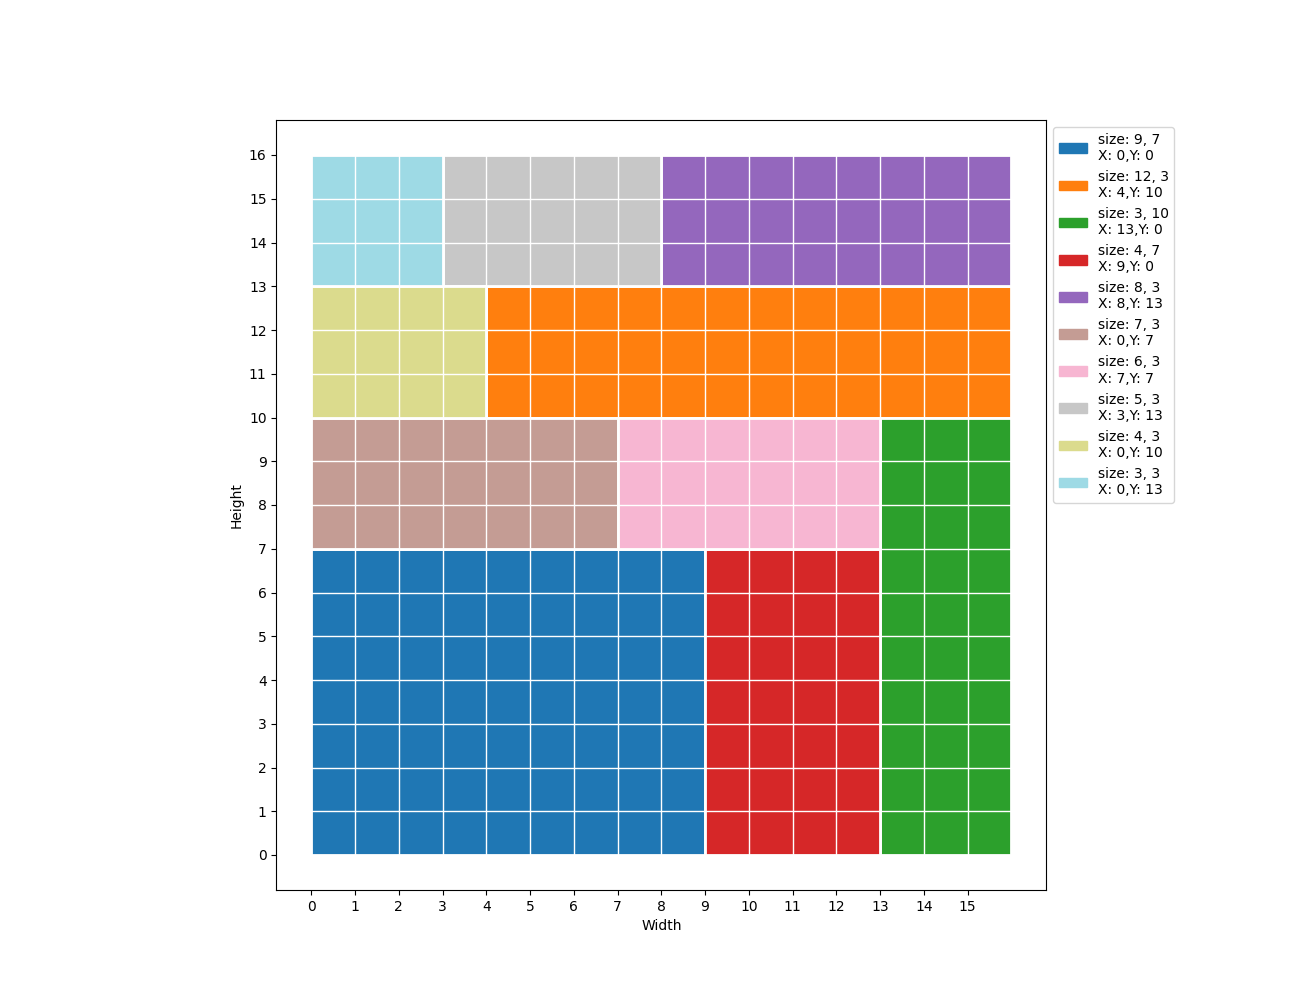 16
15
14
13
12
11
10
9
8
7
6
5
4
3
2
1
0
Height
0 1 2 3 4 5 6 7 8 9 10 11 12 13 14 15
Width
size: 9, 7
X: 0,Y: 0
size: 12, 3
X: 4,Y: 10
size: 3, 10
X: 13,Y: 0
size: 4, 7
X: 9,Y: 0
size: 8, 3
X: 8,Y: 13
size: 7, 3
X: 0,Y: 7
size: 6, 3
X: 7,Y: 7
size: 5, 3
X: 3,Y: 13
size: 4, 3
X: 0,Y: 10
size: 3, 3
X: 0,Y: 13